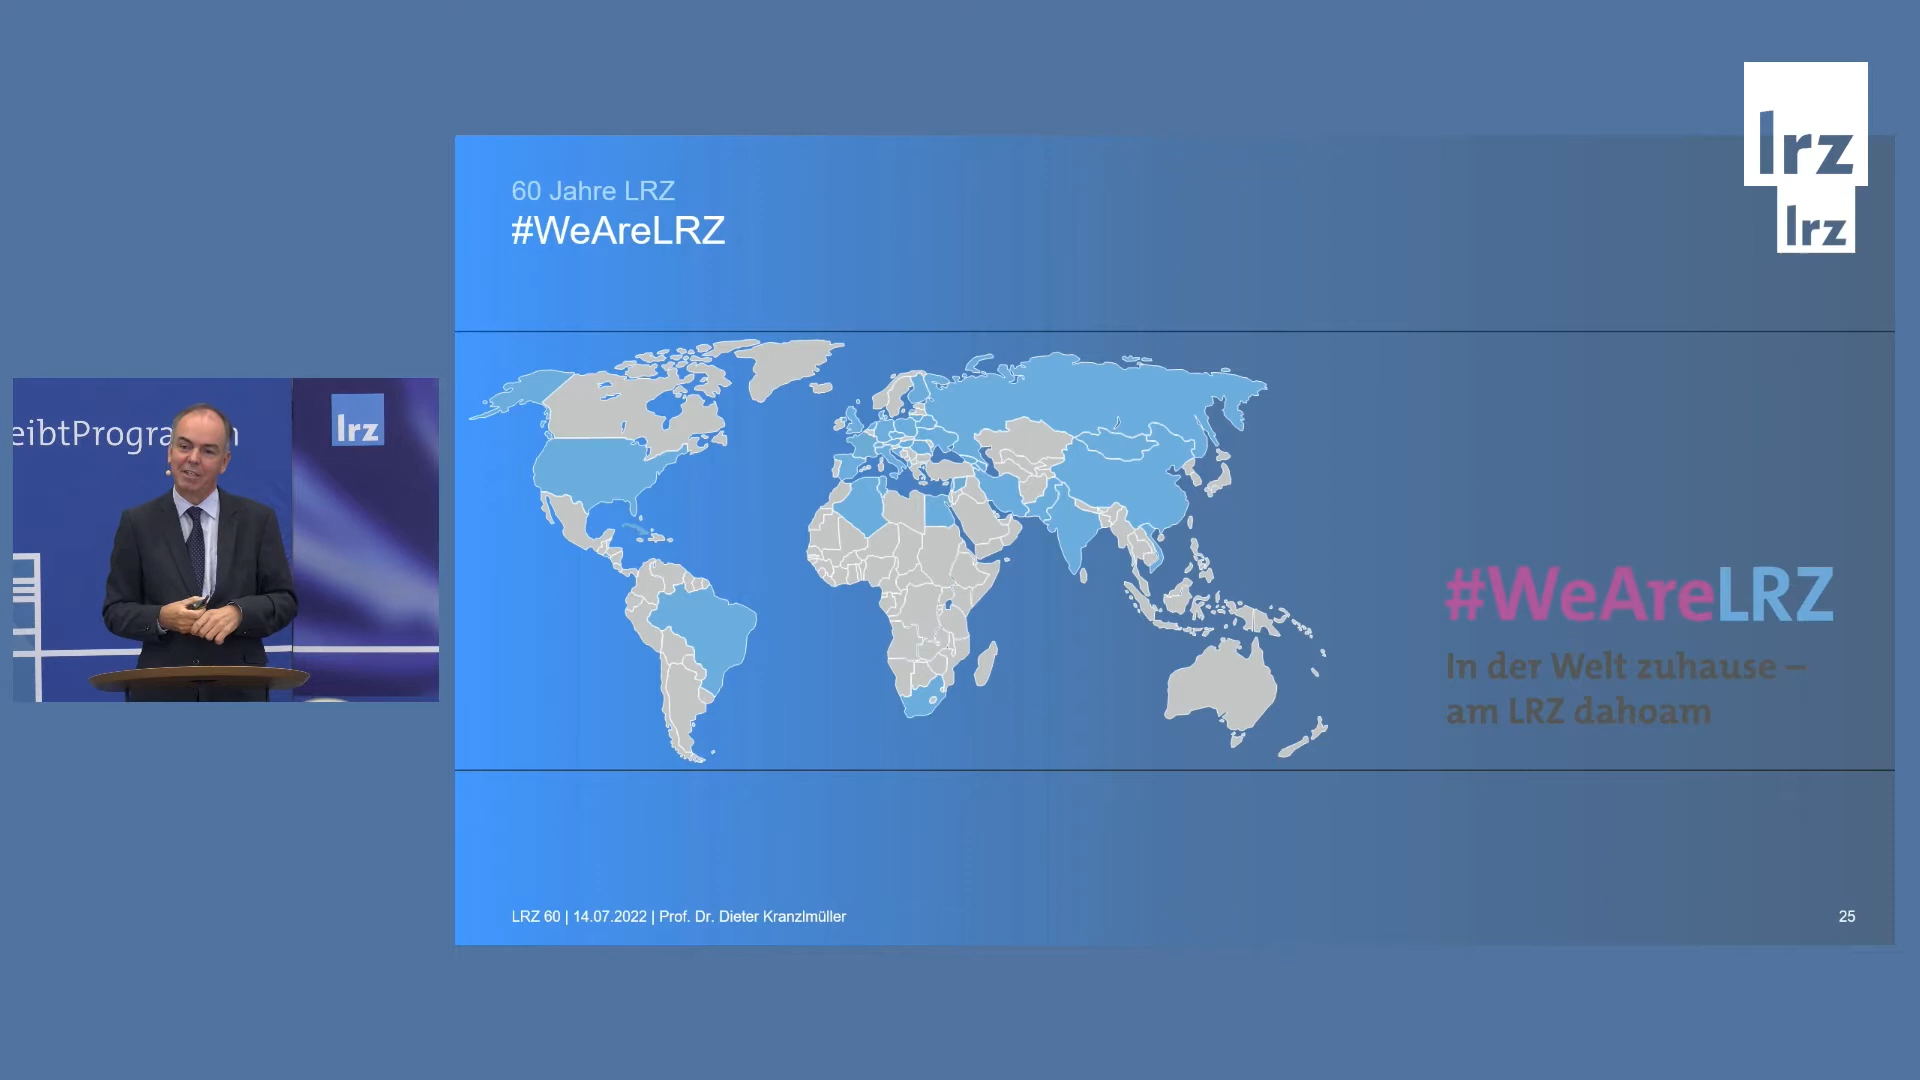 lrz
lrz
60 Jahre LRZ
#WeAreLRZ
eibtProgra
lrz
#WeAreLRZ
In der Welt zuhause –
am LRZ dahoam
LRZ 60 | 14.07.2022 | Prof. Dr. Dieter Kranzlmüller
25